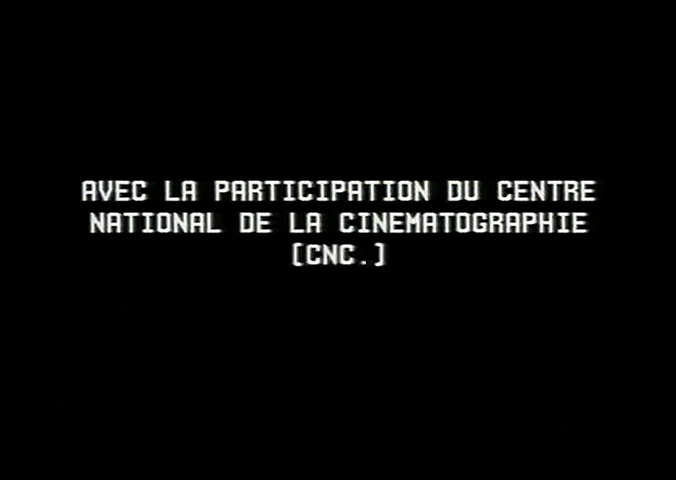 AVEC LA PARTICIPATION DU CENTRE
NATIONAL DE LA CINEMATOGRAPHIE
[CNC.]